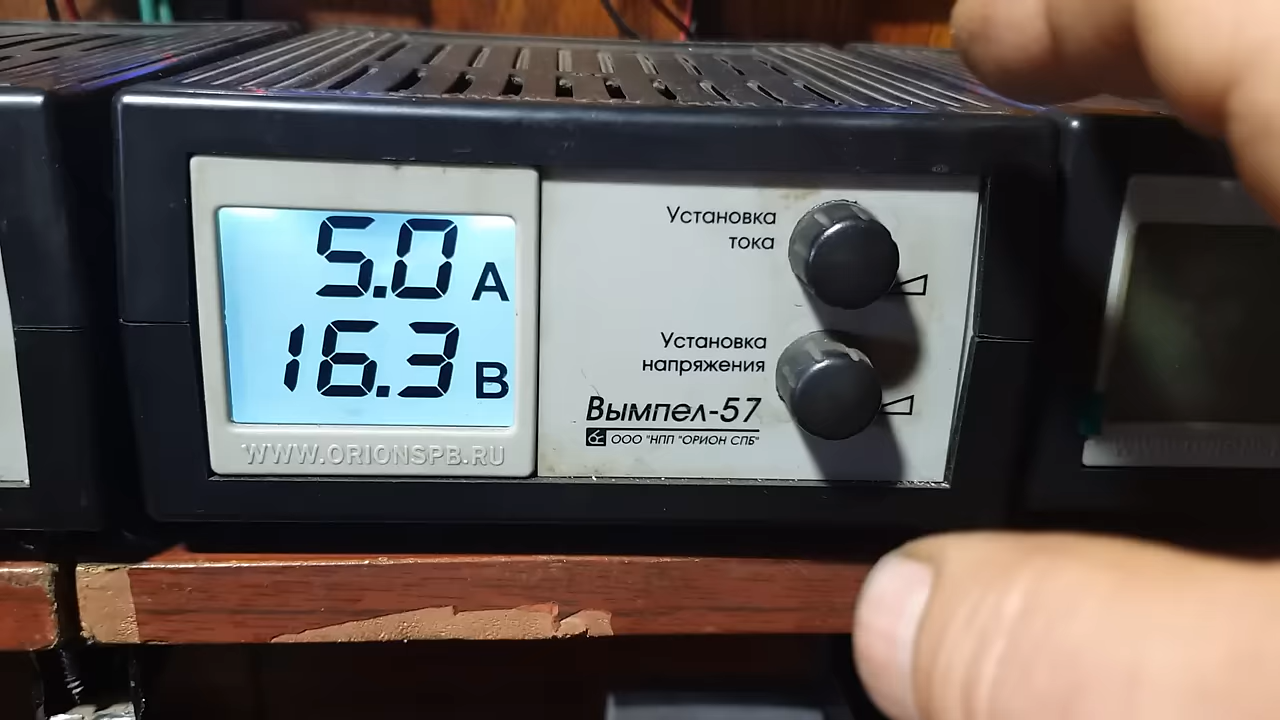 5.0 А
16.3 В
WWW.ORIONSPB.RU
Установка
тока
Установка
напряжения
Вымпел-57
ООО "НПП "ОРИОН СПБ"